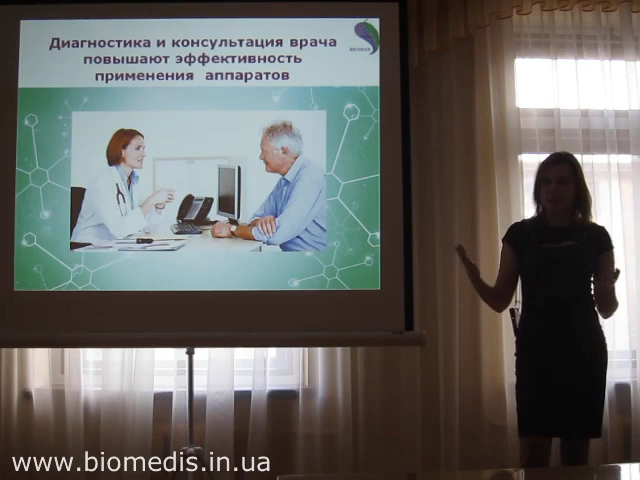 Диагностика и консультация врача
повышают эффективность
применения аппаратов
www.biomedis.in.ua